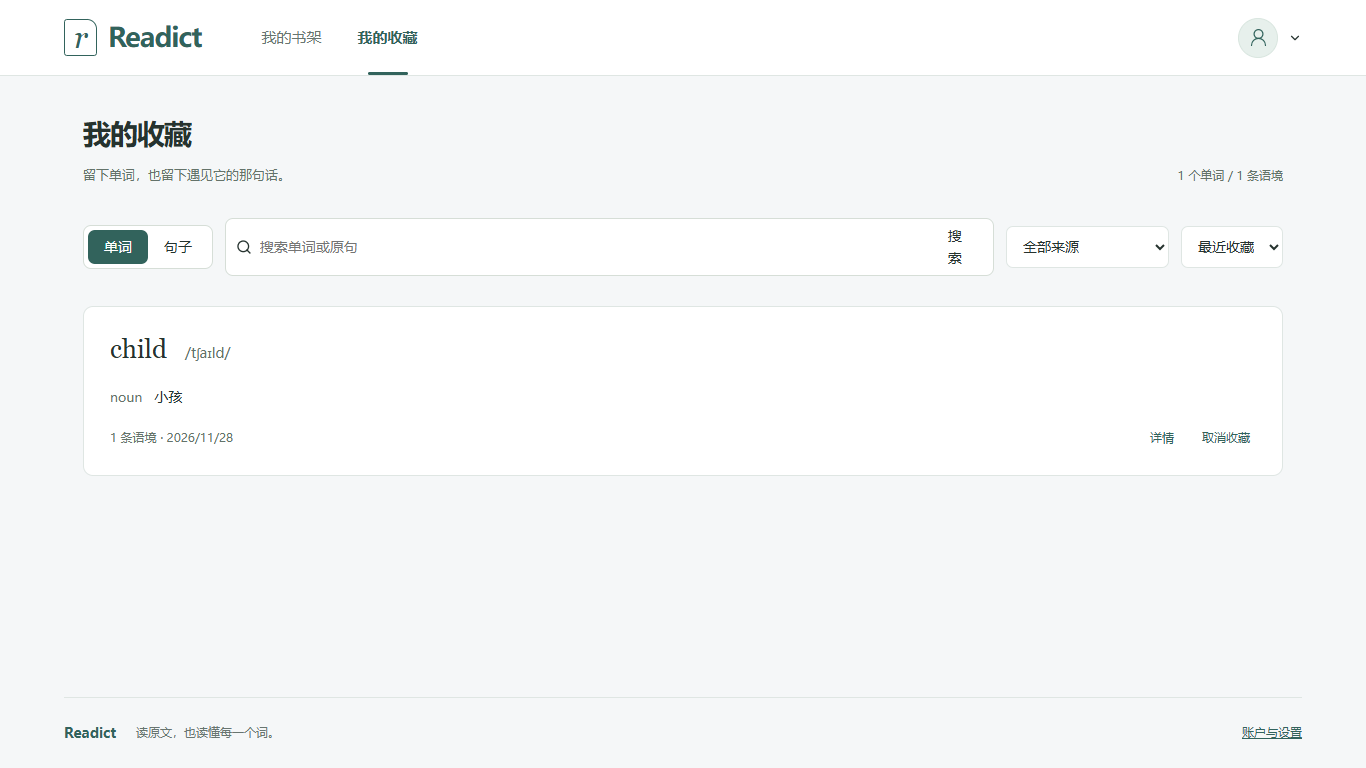 r Readict 我的书架 我的收藏
我的收藏
留下单词，也留下遇见它的那句话。 1 个单词 / 1 条语境
单词 句子 搜索单词或原句 搜
索 全部来源 最近收藏
child /tʃaɪld/
noun 小孩
1 条语境 · 2026/11/28 详情 取消收藏
Readict 读原文，也读懂每一个词。 账户与设置